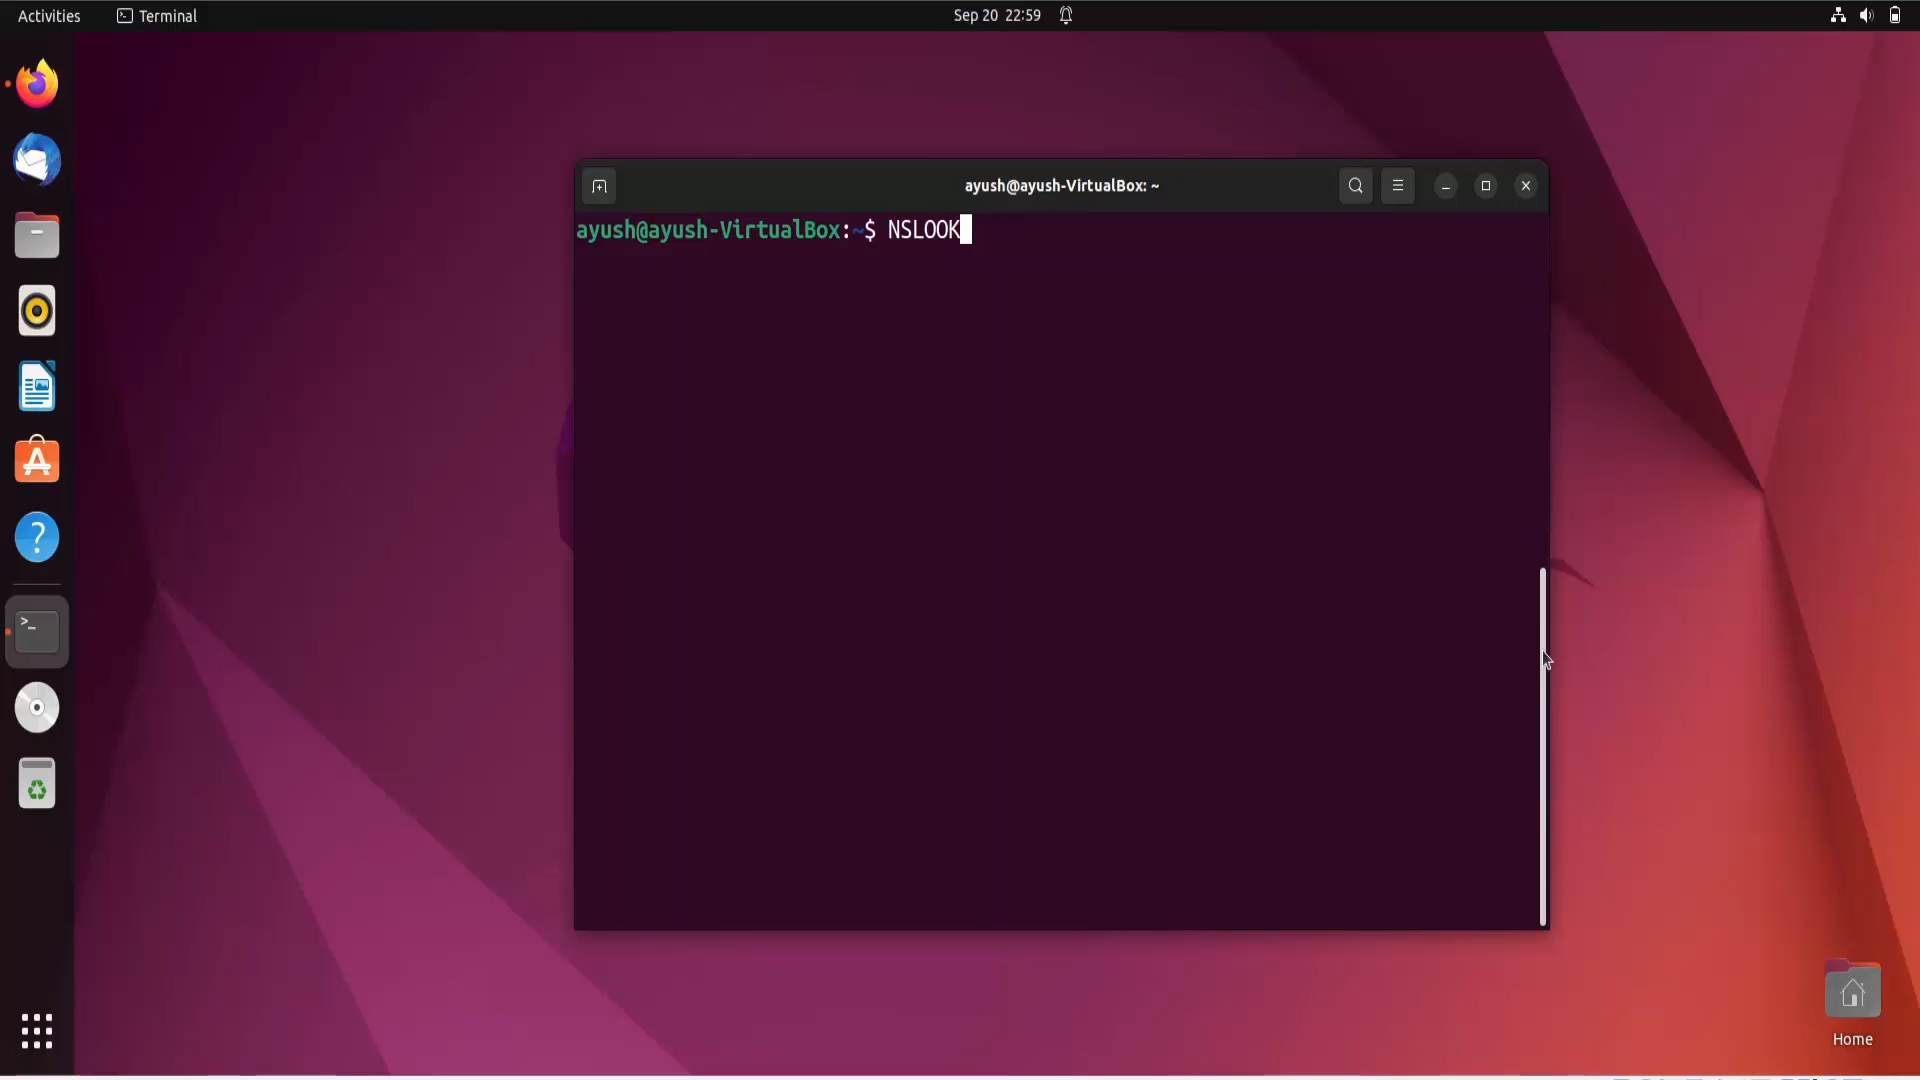 Activities Terminal Sep 20 22:59
ayush@ayush-VirtualBox: ~
ayush@ayush-VirtualBox:~$ NSLOOK
Home